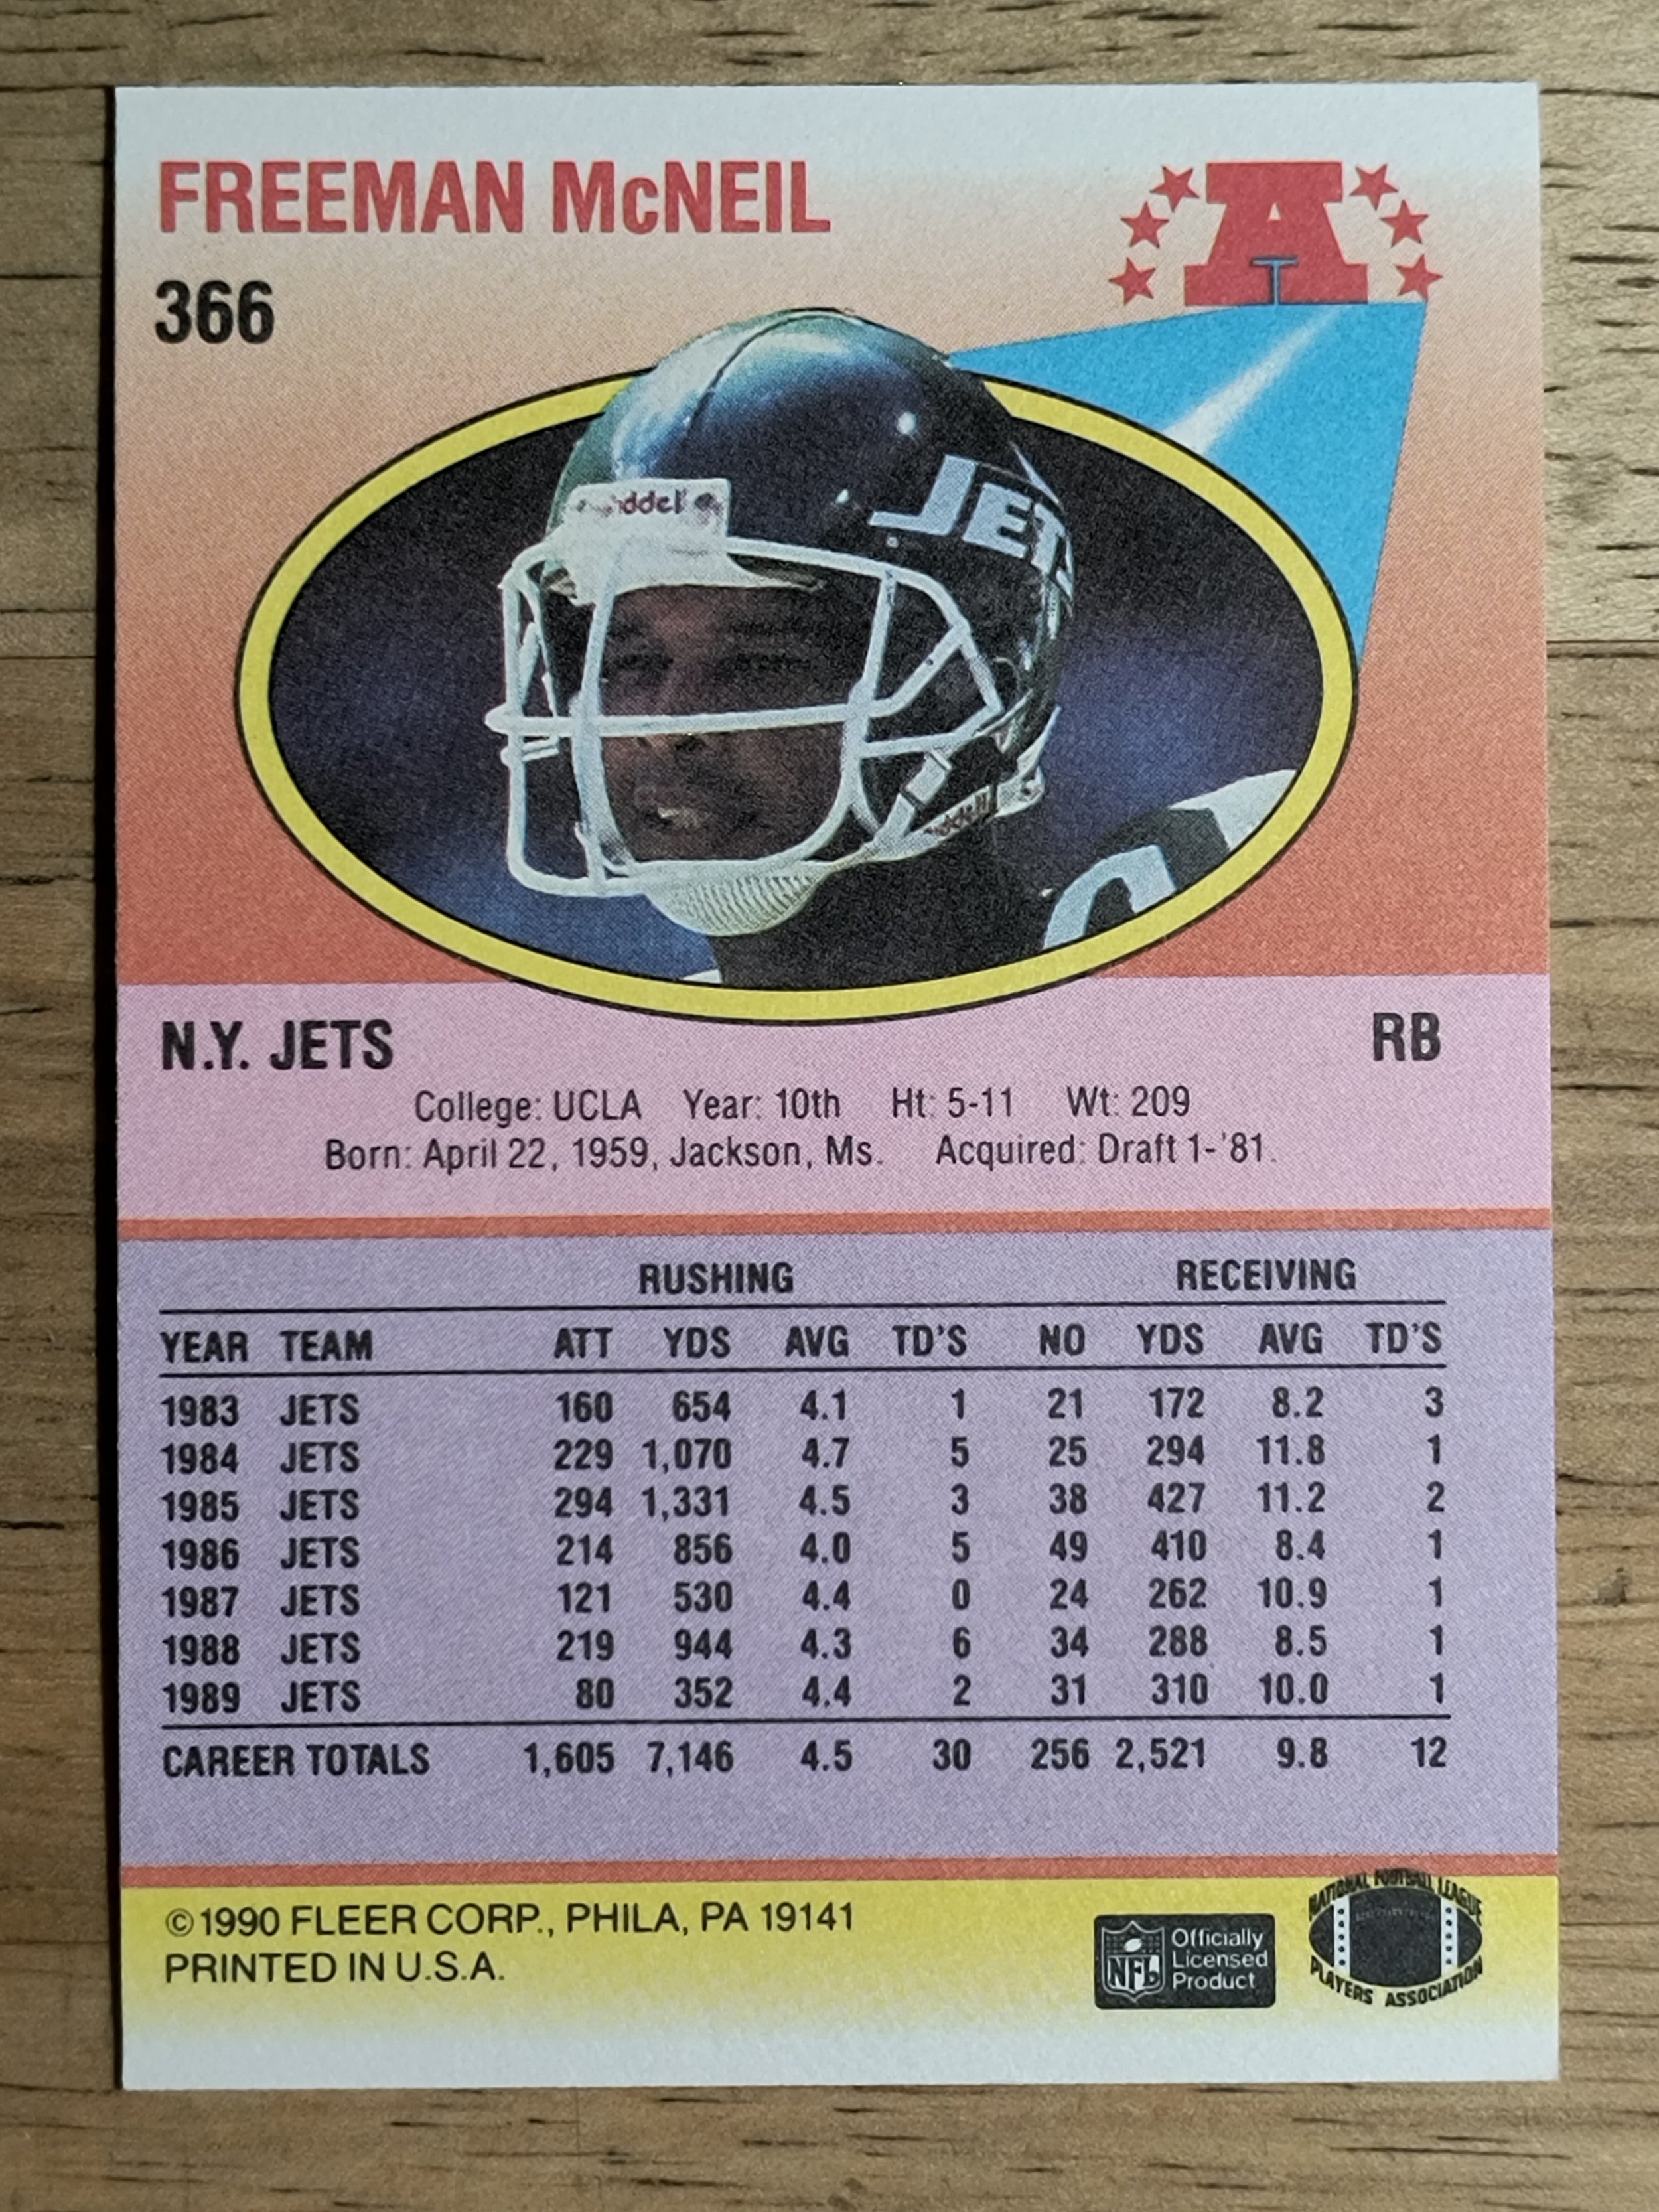 FREEMAN McNEIL
366
A
JETS
N.Y. JETS RB
College: UCLA Year: 10th Ht: 5-11 Wt: 209
Born: April 22, 1959, Jackson, Ms. Acquired: Draft 1-'81.
RUSHING RECEIVING
YEAR TEAM ATT YDS AVG TD'S NO YDS AVG TD'S
1983 JETS 160 654 4.1 1 21 172 8.2 3
1984 JETS 229 1,070 4.7 5 25 294 11.8 1
1985 JETS 294 1,331 4.5 3 38 427 11.2 2
1986 JETS 214 856 4.0 5 49 410 8.4 1
1987 JETS 121 530 4.4 0 24 262 10.9 1
1988 JETS 219 944 4.3 6 34 288 8.5 1
1989 JETS 80 352 4.4 2 31 310 10.0 1
CAREER TOTALS 1,605 7,146 4.5 30 256 2,521 9.8 12
©1990 FLEER CORP., PHILA, PA 19141
PRINTED IN U.S.A.
NFL
Officially
Licensed
Product
NATIONAL FOOTBALL LEAGUE
PLAYERS ASSOCIATION